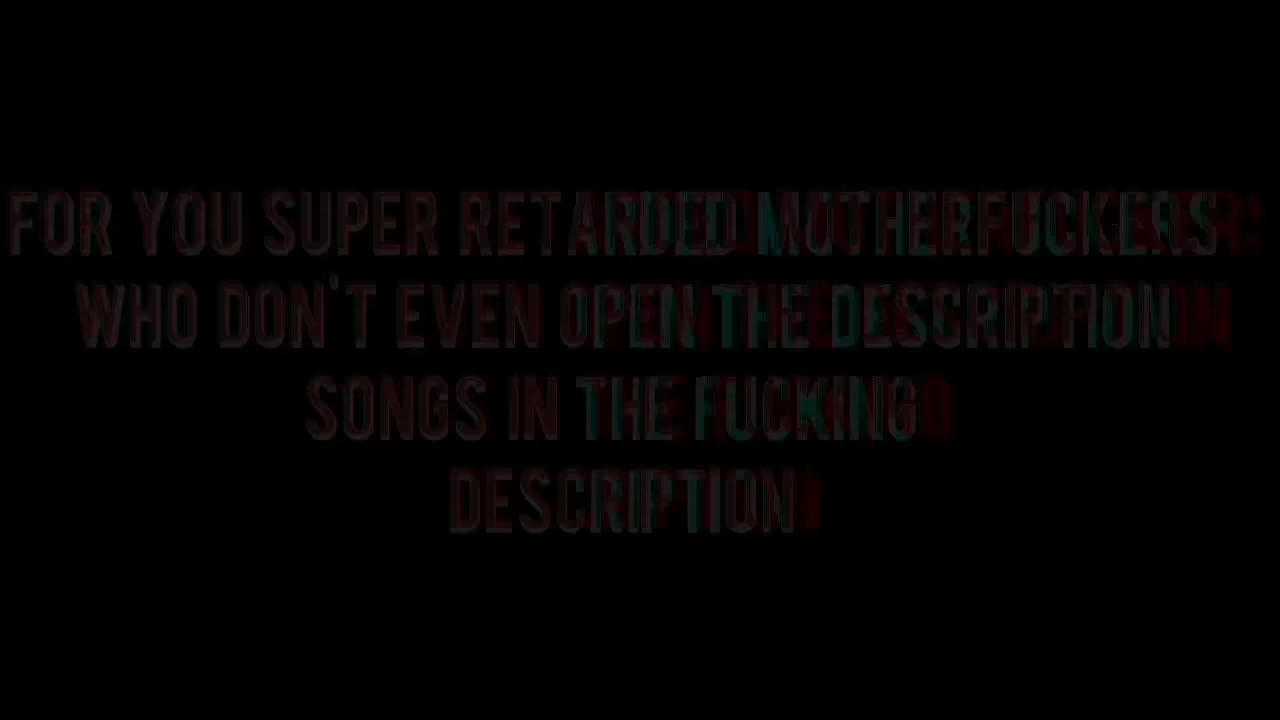 FOR YOU SUPER RETARDED MOTHERFUCKERS
WHO DON'T EVEN OPEN THE DESCRIPTION
SONGS IN THE FUCKING
DESCRIPTION